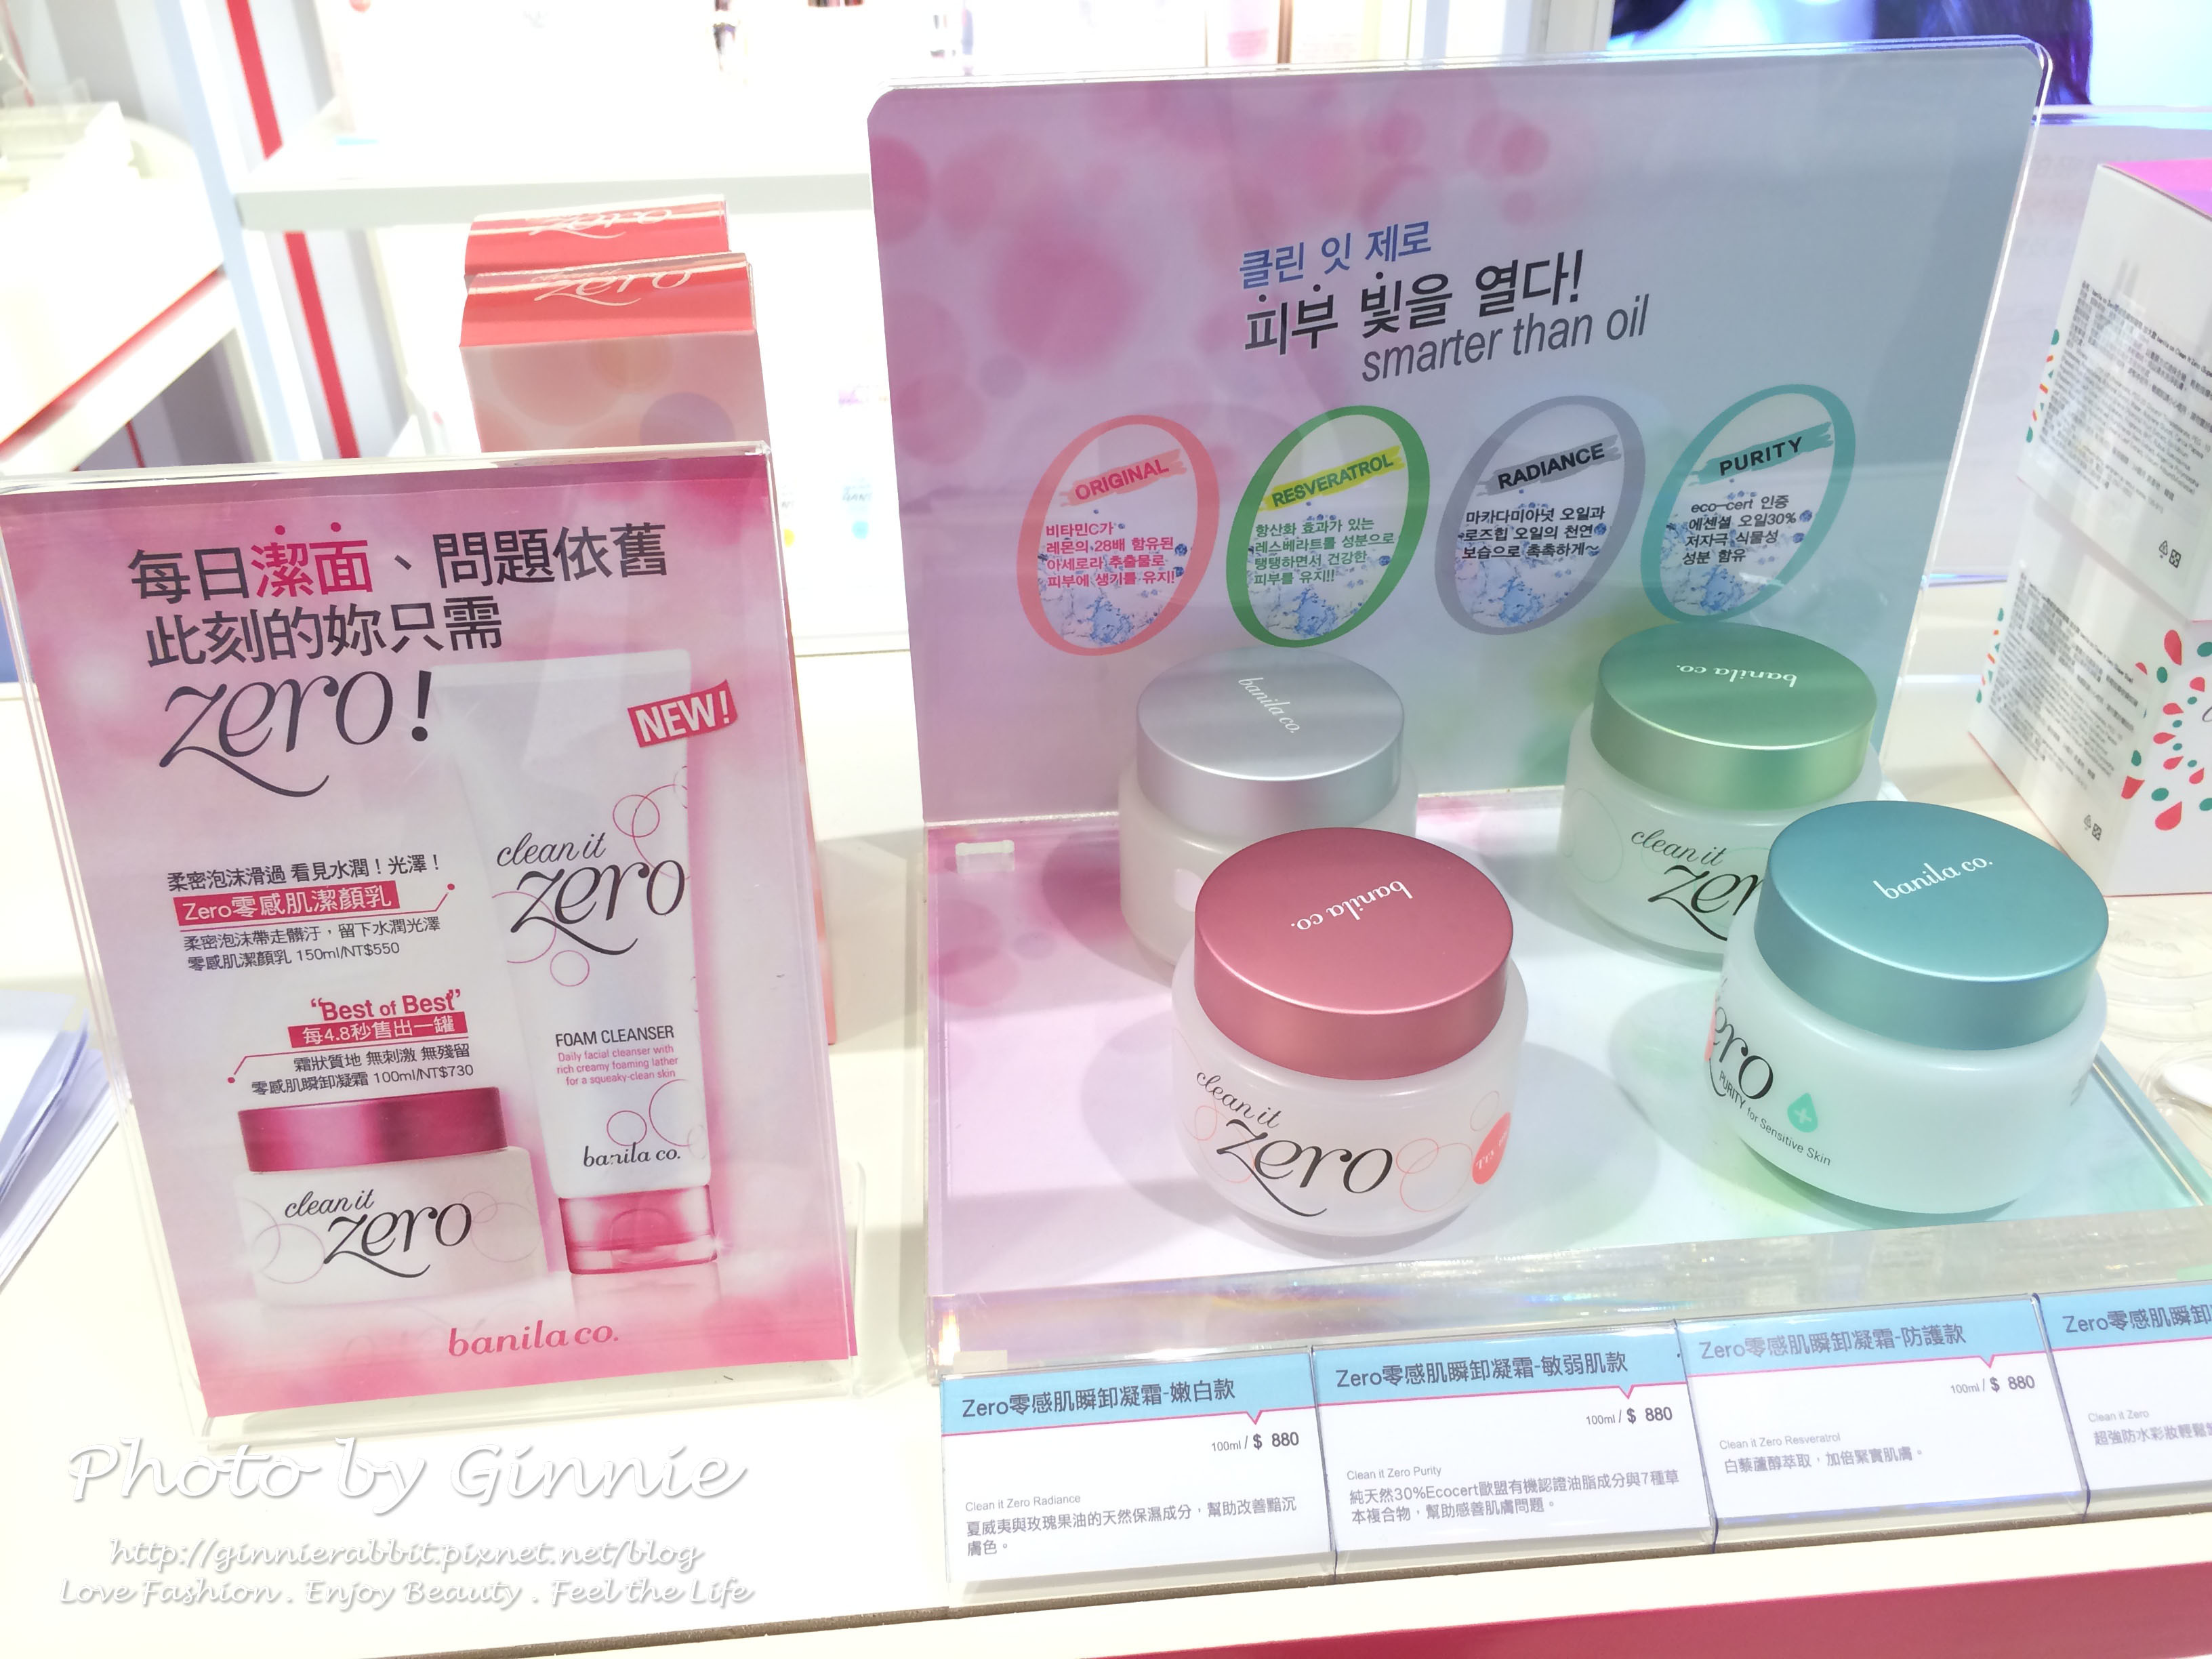 每日潔面、問題依舊
此刻的妳只需
zero!
NEW!
柔密泡沫滑過 看見水潤!光澤!
Zero零感肌潔顏乳
柔密泡沫帶走髒汙,留下水潤光澤
零感肌潔顏乳 150ml/NT$550
"Best of Best"
每4.8秒售出一罐
霜狀質地 無刺激 無殘留
零感肌瞬卸凝霜 100ml/NT$730
clean it
zero
FOAM CLEANSER
Daily facial cleanser with
rich creamy foaming lather
for a squeaky-clean skin
banila co.
clean it
zero
banila co.
zero
클린 잇 제로
피부 빛을 열다!
smarter than oil
ORIGINAL
비타민C가
레몬의 28배 함유된
아세로라 추출물로
피부에 생기를 유지!
RESVERATROL
항산화 효과가 있는
레스베라트를 성분으로
탱탱하면서 건강한
피부를 유지!!
RADIANCE
마카다미아넛 오일과
로즈힙 오일의 천연
보습으로 촉촉하게~
PURITY
eco-cert 인증
에센셜 오일30%
저자극 식물성
성분 함유
banila co.
banila co.
clean it
zer
banila co.
clean it
zero
banila co.
ero
PURITY for Sensitive Skin
Zero零感肌瞬卸凝霜-嫩白款
100ml / $ 880
Clean it Zero Radiance
夏威夷與玫瑰果油的天然保濕成分,幫助改善黯沉
膚色。
Zero零感肌瞬卸凝霜-敏弱肌款
100ml / $ 880
Clean it Zero Purity
純天然30%Ecocert歐盟有機認證油脂成分與7種草
本複合物,幫助感善肌膚問題。
Zero零感肌瞬卸凝霜-防護款
100ml / $ 880
Clean it Zero Resveratrol
白藜蘆醇萃取,加倍緊實肌膚。
Zero零感肌瞬卸
Clean it Zero
超強防水彩妝輕鬆
Photo by Ginnie
http://ginnierabbit.pixnet.net/blog
Love Fashion . Enjoy Beauty . Feel the Life